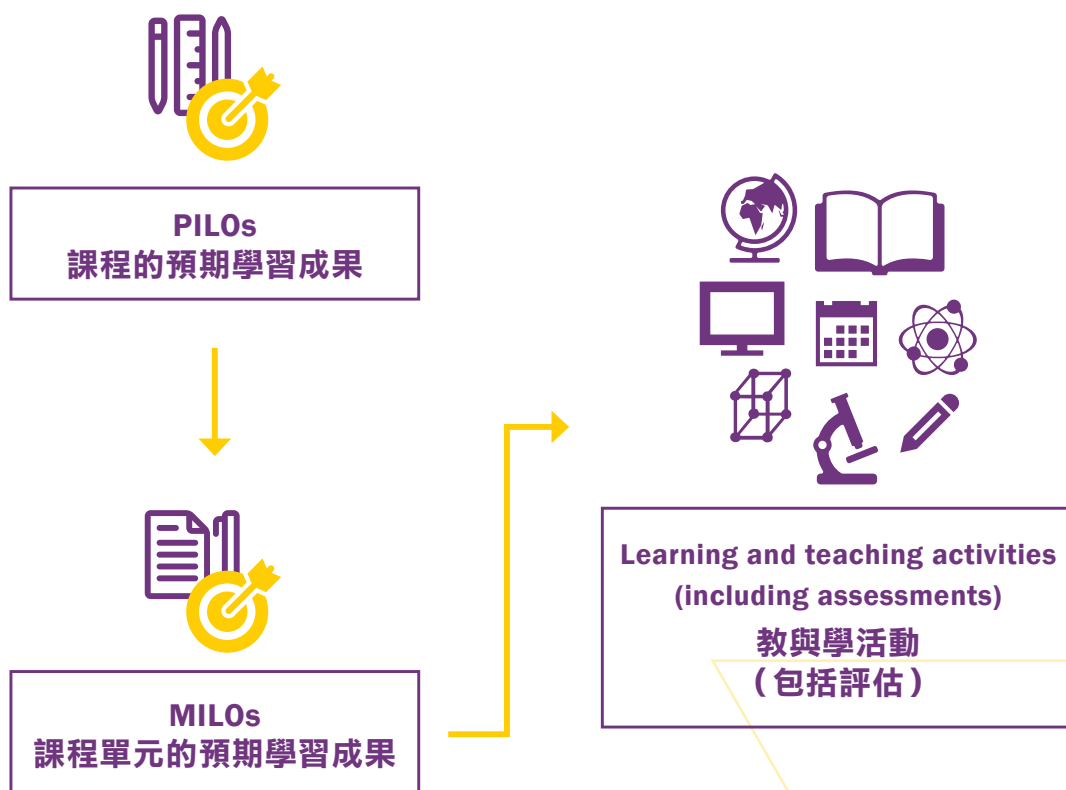 PILOs
課程的預期學習成果
MILOs
課程單元的預期學習成果
Learning and teaching activities
(including assessments)
教與學活動
（包括評估）